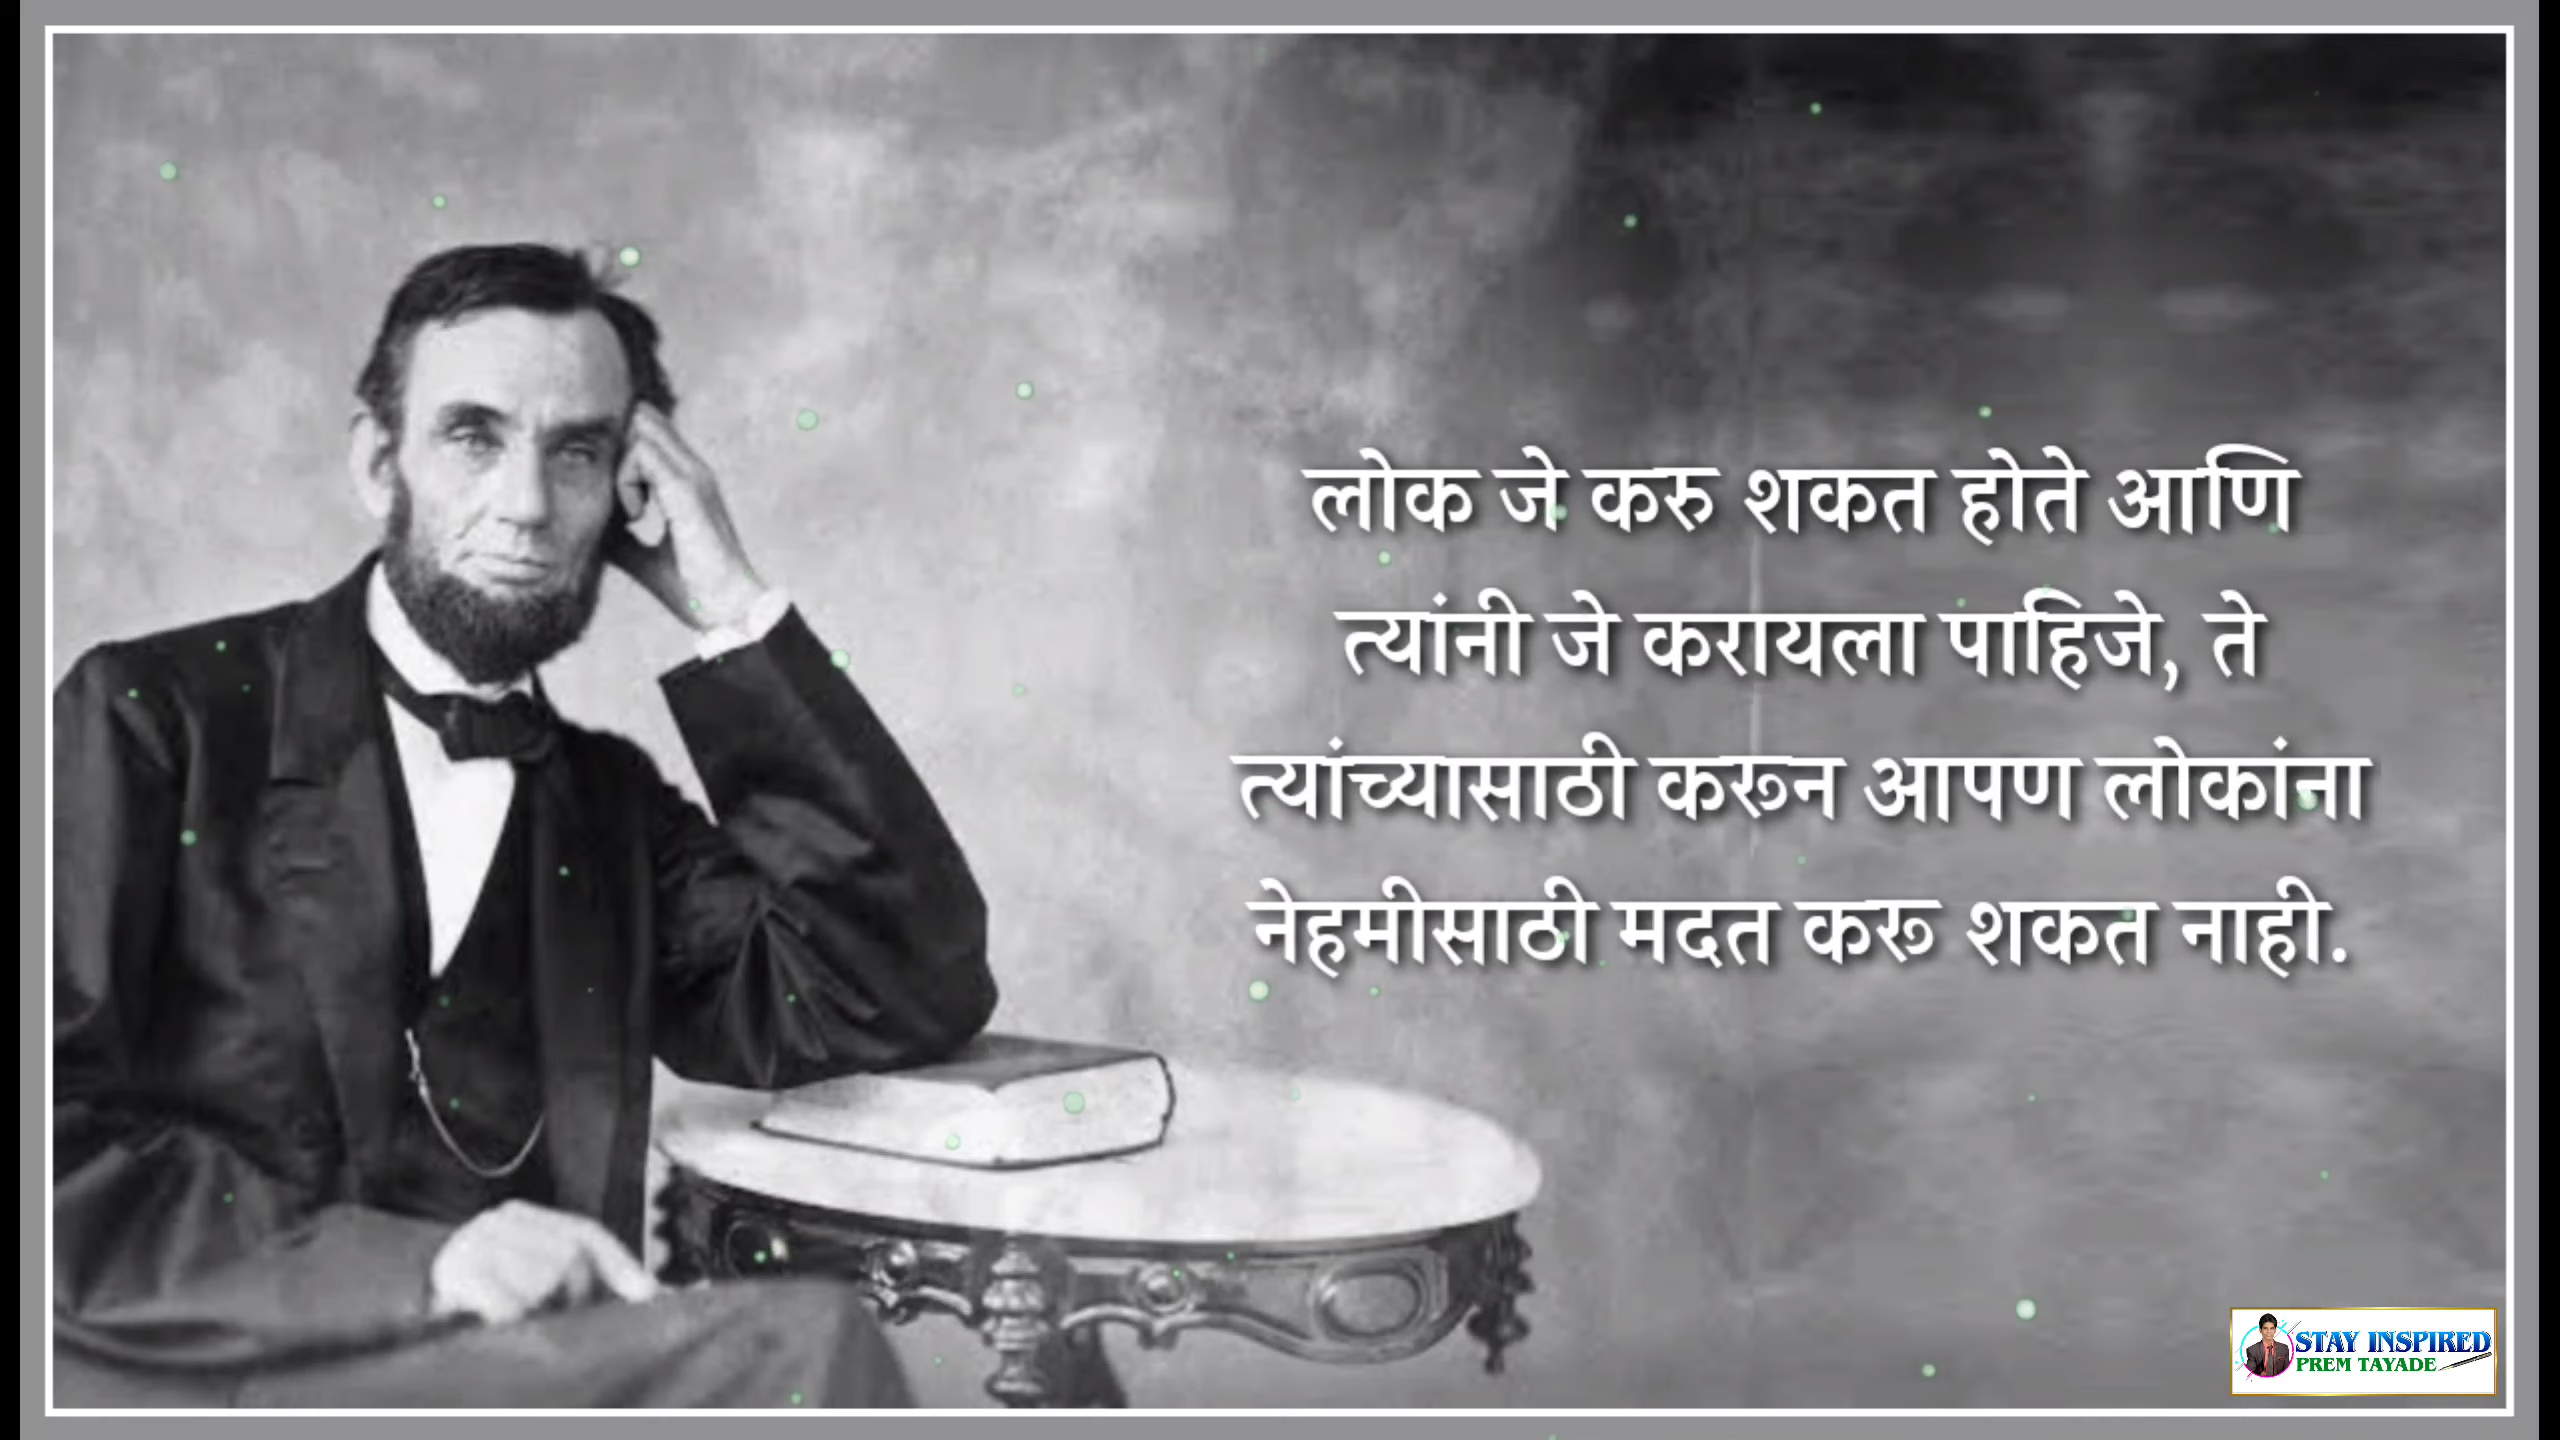 लोक जे करु शकत होते आणि
त्यांनी जे करायला पाहिजे, ते
त्यांच्यासाठी करून आपण लोकांना
नेहमीसाठी मदत करू शकत नाही.
STAY INSPIRED
PREM TAYADE